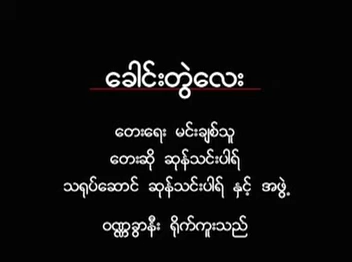 ခေါင်းတွဲလေး
တေးရေး မင်းချစ်သူ
တေးဆို ဆုန်သင်းပါရ်
သရုပ်ဆောင် ဆုန်သင်းပါရ် နှင့် အဖွဲ့
ဝဏ္ဏခွာနီး ရိုက်ကူးသည်